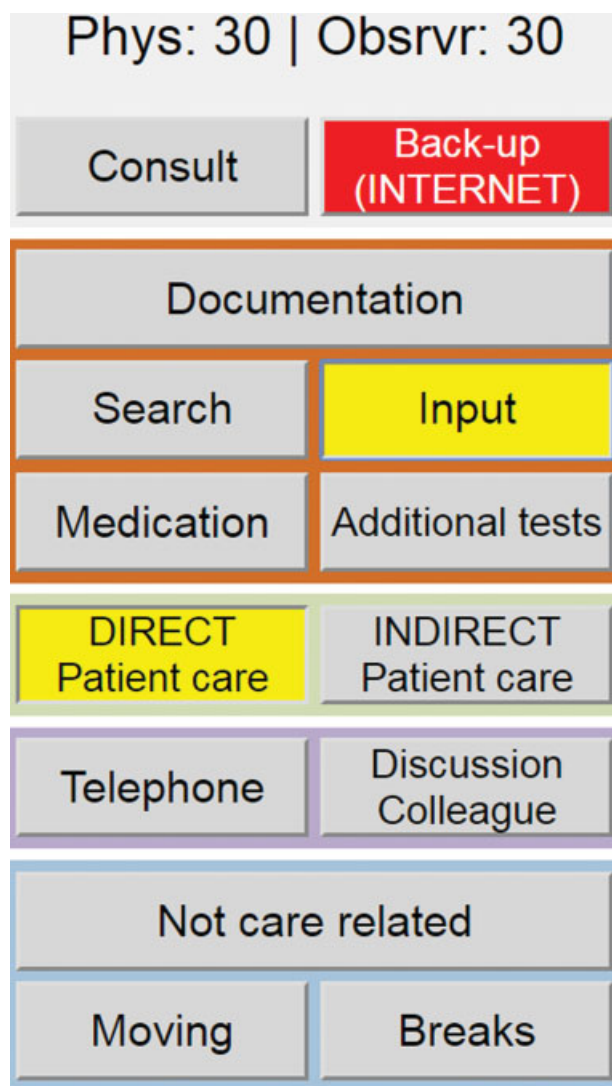 Phys: 30 | Obsrvr: 30
Consult
Back-up
(INTERNET)
Documentation
Search
Input
Medication
Additional tests
DIRECT
Patient care
INDIRECT
Patient care
Telephone
Discussion
Colleague
Not care related
Moving
Breaks